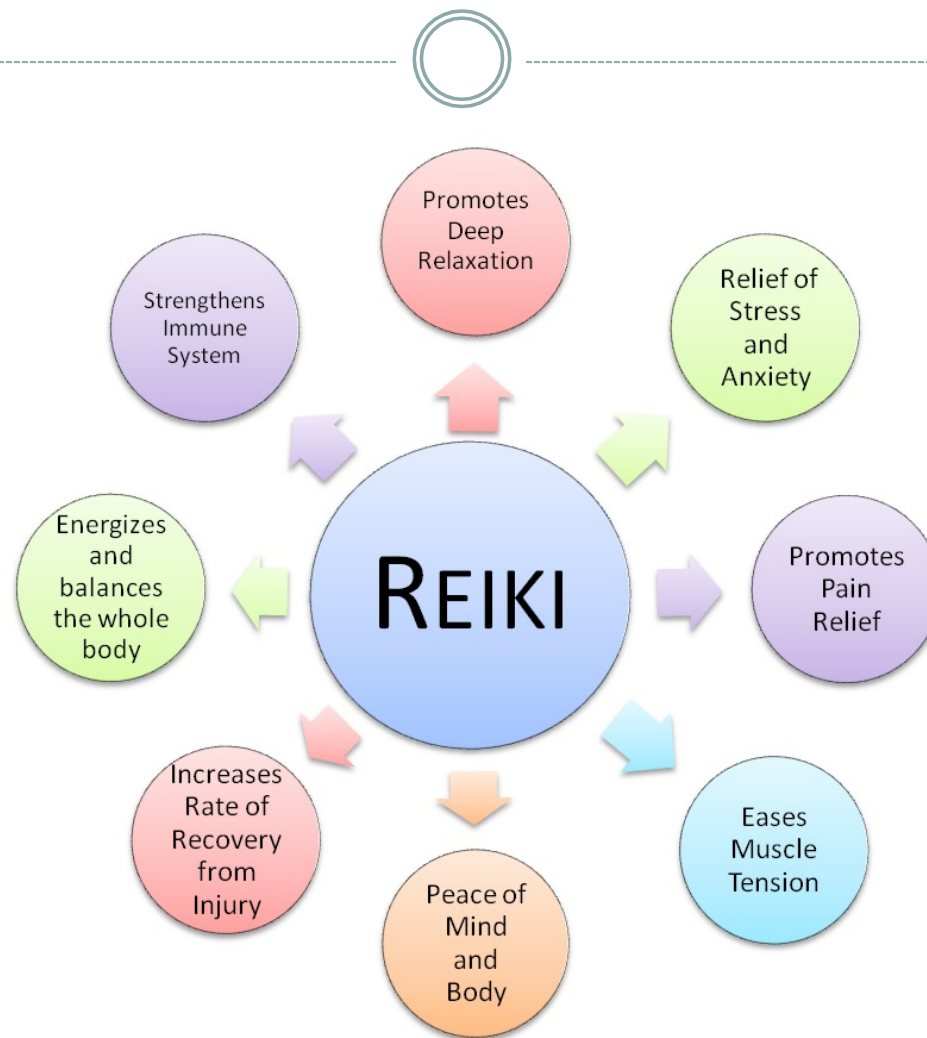 Promotes
Deep
Relaxation
Relief of
Stress
and
Anxiety
Promotes
Pain
Relief
Eases
Muscle
Tension
Peace of
Mind
and
Body
Increases
Rate of
Recovery
from
Injury
Energizes
and
balances
the whole
body
Strengthens
Immune
System
REIKI